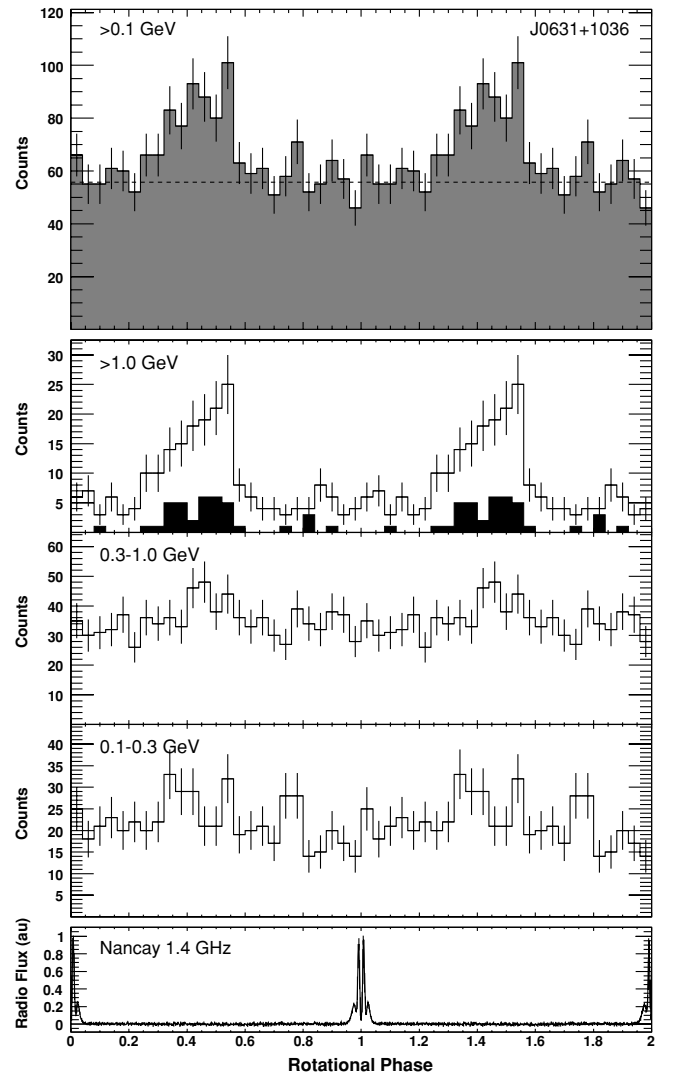 >0.1 GeV
J0631+1036
120
100
80
60
40
20
Counts
>1.0 GeV
30
25
20
15
10
5
Counts
0.3-1.0 GeV
60
50
40
30
20
10
Counts
0.1-0.3 GeV
40
35
30
25
20
15
10
5
Counts
Nancay 1.4 GHz
1
0.8
0.6
0.4
0.2
0
Radio Flux (au)
0 0.2 0.4 0.6 0.8 1 1.2 1.4 1.6 1.8 2
Rotational Phase